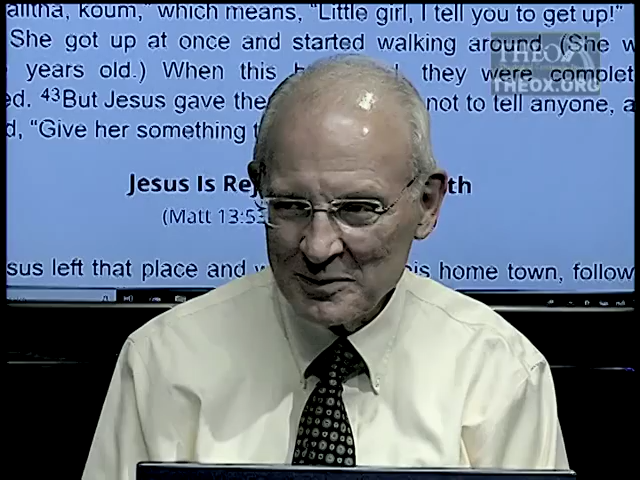 alitha, koum," which means, "Little girl, I tell you to get up!"
She got up at once and started walking around. (She w
years old.) When this h they were complet
ed. 43But Jesus gave the not to tell anyone, a
d, "Give her something t
Jesus Is Rej th
(Matt 13:53
sus left that place and w is home town, follow
THEOX
THEOX.ORG